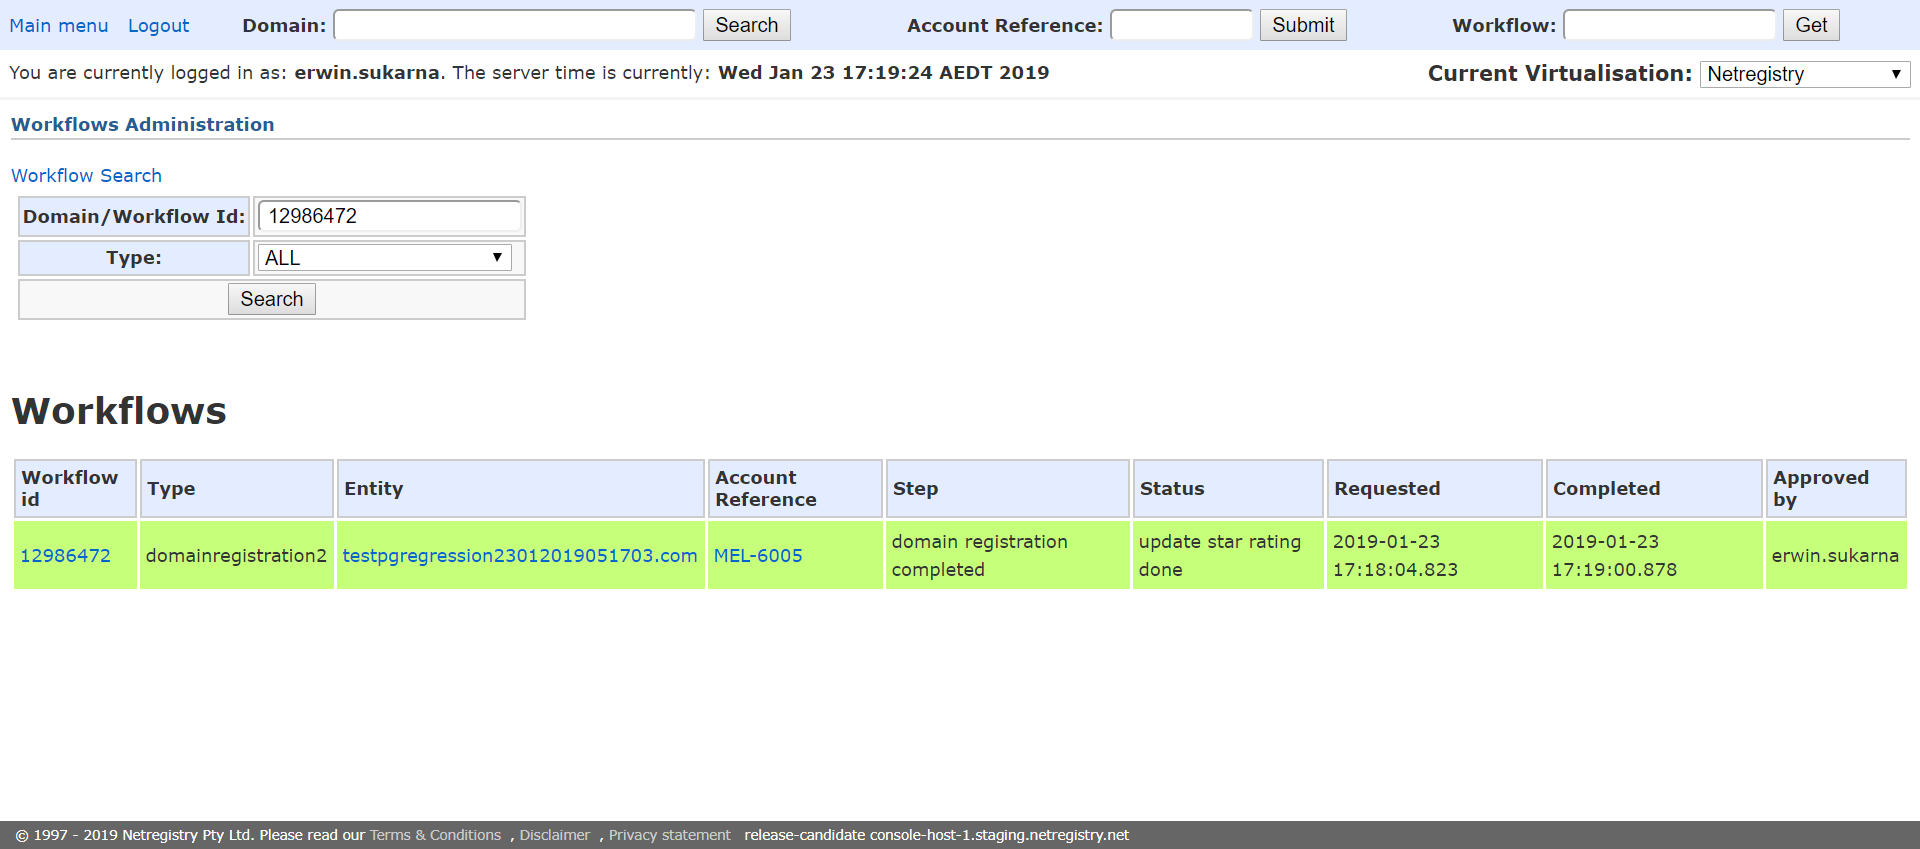 Main menu Logout Domain: Search Account Reference: Submit Workflow: Get
You are currently logged in as: erwin.sukarna. The server time is currently: Wed Jan 23 17:19:24 AEDT 2019 Current Virtualisation: Netregistry
Workflows Administration
Workflow Search
Domain/Workflow Id: 12986472
Type: ALL
Search
Workflows
Workflow id Type Entity Account Reference Step Status Requested Completed Approved by
12986472 domainregistration2 testpgregression23012019051703.com MEL-6005 domain registration completed update star rating done 2019-01-23 17:18:04.823 2019-01-23 17:19:00.878 erwin.sukarna
© 1997 - 2019 Netregistry Pty Ltd. Please read our Terms & Conditions , Disclaimer , Privacy statement release-candidate console-host-1.staging.netregistry.net